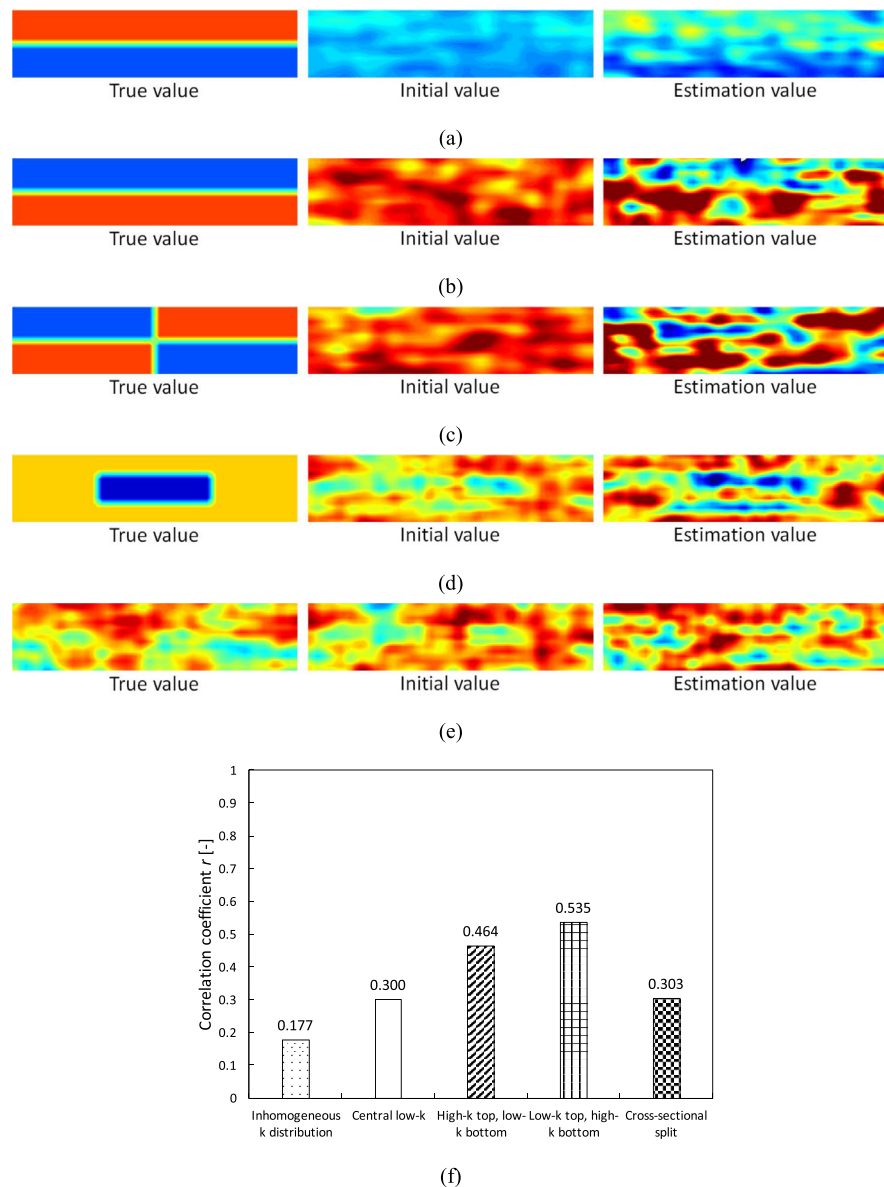 True value Initial value Estimation value
(a)
True value Initial value Estimation value
(b)
True value Initial value Estimation value
(c)
True value Initial value Estimation value
(d)
True value Initial value Estimation value
(e)
Correlation coefficient r [-]
1
0.9
0.8
0.7
0.6
0.5
0.4
0.3
0.2
0.1
0
0.177
0.300
0.464
0.535
0.303
Inhomogeneous
k distribution
Central low-k
High-k top, low-
k bottom
Low-k top, high-
k bottom
Cross-sectional
split
(f)